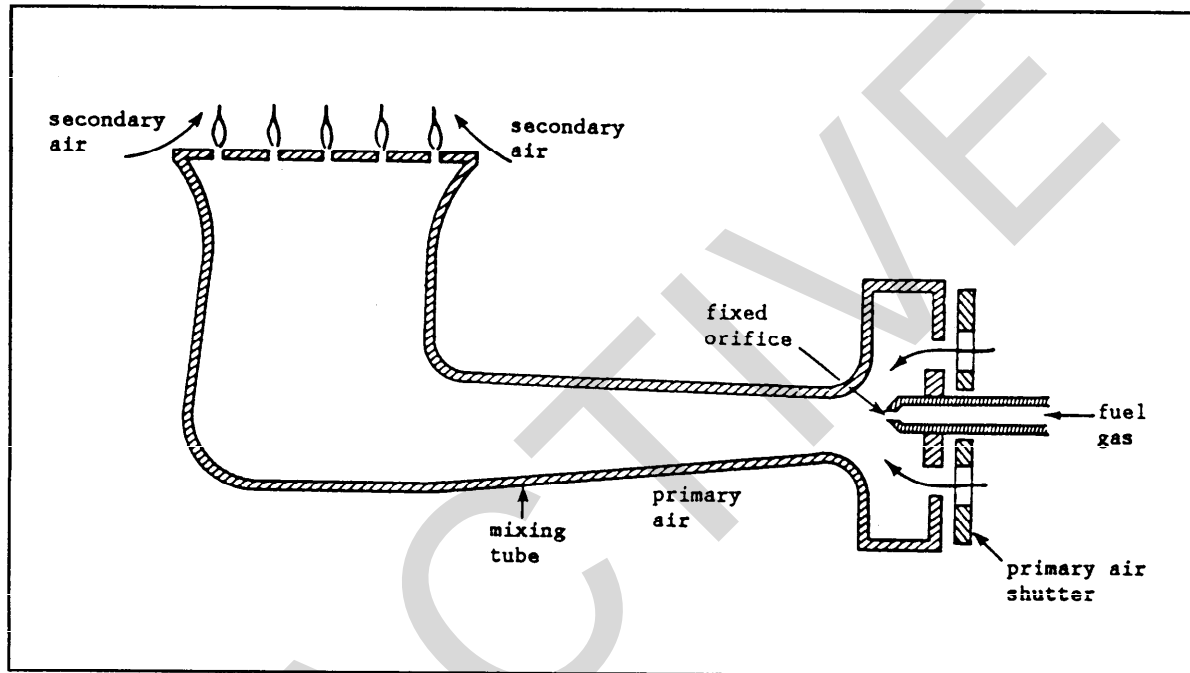 secondary
air
secondary
air
fixed
orifice
fuel
gas
primary
air
mixing
tube
primary air
shutter